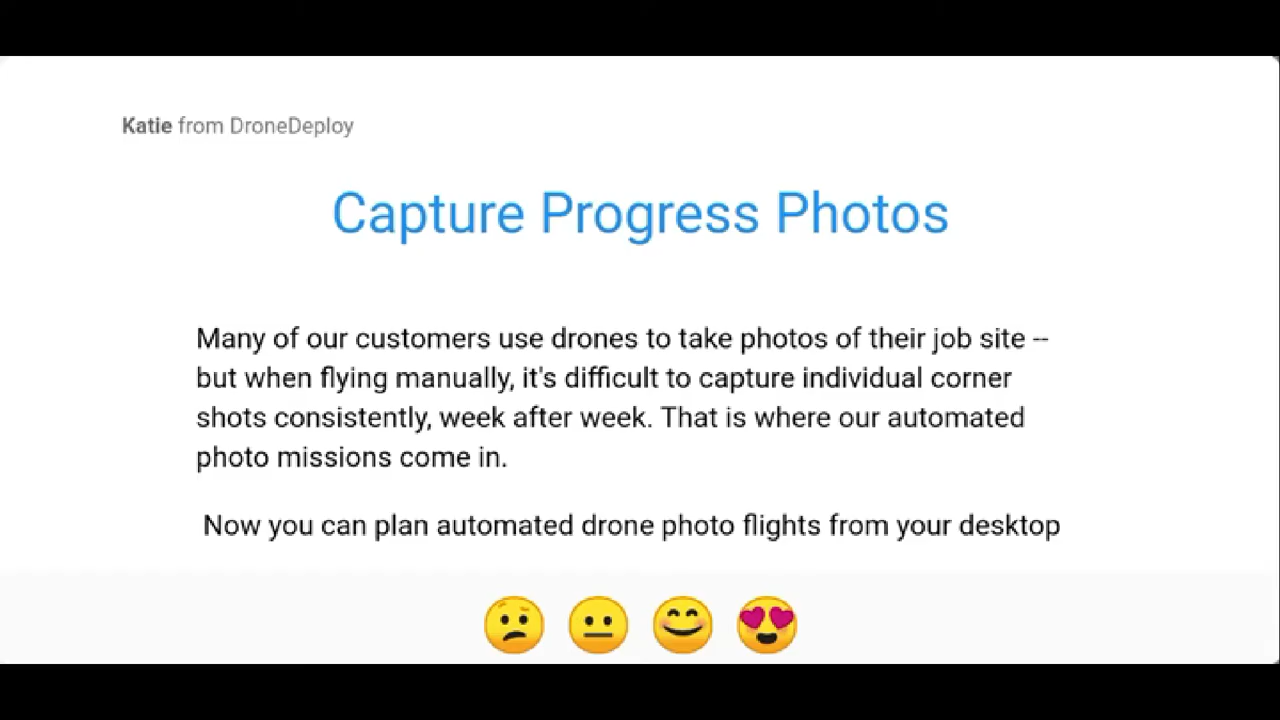 Katie from DroneDeploy
Capture Progress Photos
Many of our customers use drones to take photos of their job site --
but when flying manually, it's difficult to capture individual corner
shots consistently, week after week. That is where our automated
photo missions come in.
Now you can plan automated drone photo flights from your desktop